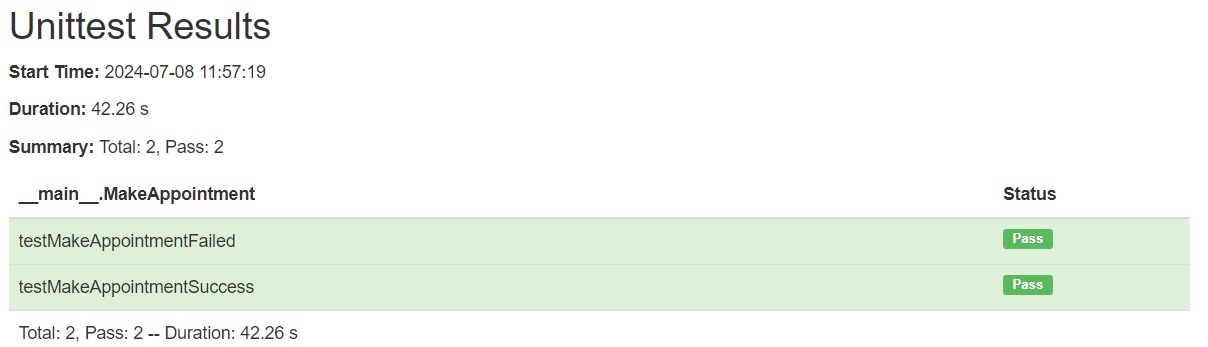 Unittest Results
Start Time: 2024-07-08 11:57:19
Duration: 42.26 s
Summary: Total: 2, Pass: 2
__main__.MakeAppointment Status
testMakeAppointmentFailed Pass
testMakeAppointmentSuccess Pass
Total: 2, Pass: 2 -- Duration: 42.26 s